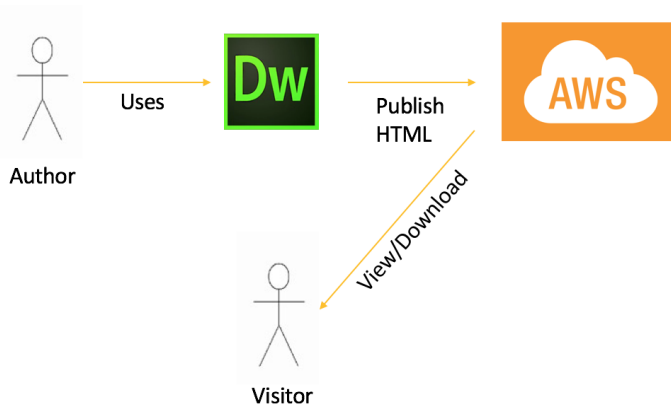 Dw
AWS
Uses
Publish
HTML
Author
View/Download
Visitor